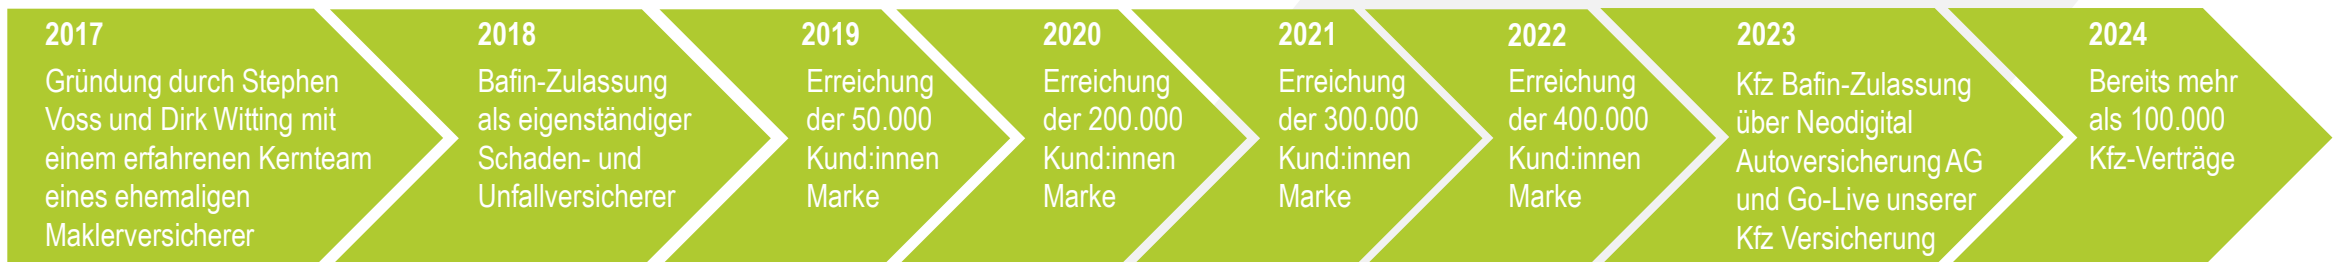 2017
Gründung durch Stephen
Voss und Dirk Witting mit
einem erfahrenen Kernteam
eines ehemaligen
Maklerversicherer
2018
Bafin-Zulassung
als eigenständiger
Schaden- und
Unfallversicherer
2019
Erreichung
der 50.000
Kund:innen
Marke
2020
Erreichung
der 200.000
Kund:innen
Marke
2021
Erreichung
der 300.000
Kund:innen
Marke
2022
Erreichung
der 400.000
Kund:innen
Marke
2023
Kfz Bafin-Zulassung
über Neodigital
Autoversicherung AG
und Go-Live unserer
Kfz Versicherung
2024
Bereits mehr
als 100.000
Kfz-Verträge